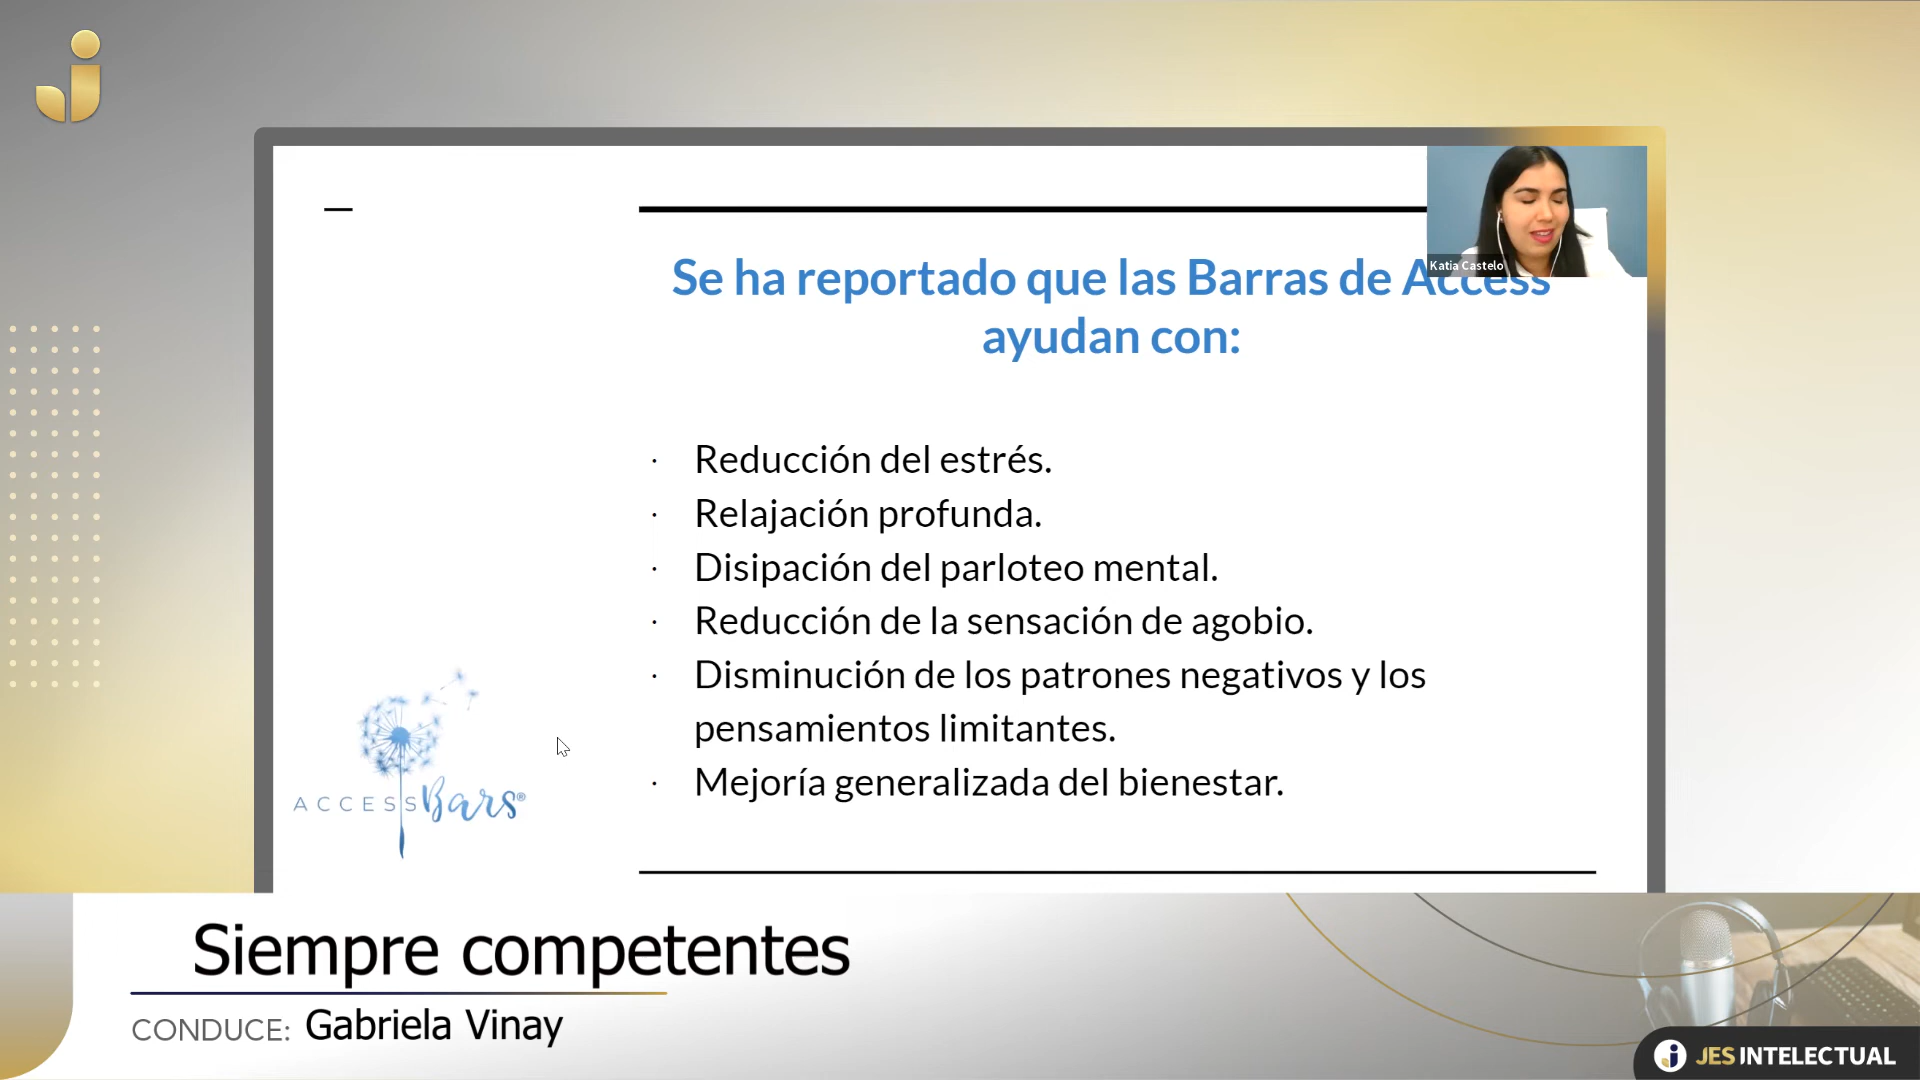 Katia Castelo
Se ha reportado que las Barras de Access
ayudan con:
· Reducción del estrés.
· Relajación profunda.
· Disipación del parloteo mental.
· Reducción de la sensación de agobio.
· Disminución de los patrones negativos y los
pensamientos limitantes.
· Mejoría generalizada del bienestar.
ACCESS Bars®
Siempre competentes
CONDUCE: Gabriela Vinay
JES INTELECTUAL